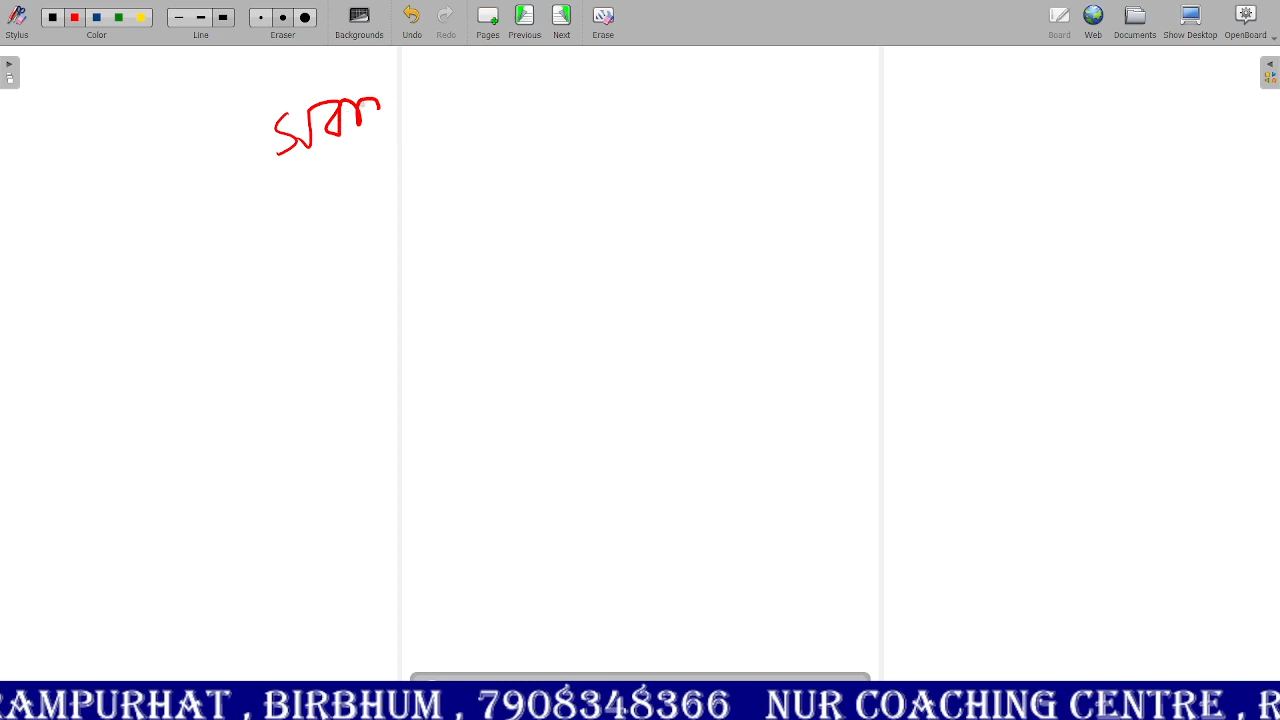 Stylus
Color
Line
Eraser
Backgrounds
Undo
Redo
Pages
Previous
Next
Erase
Board
Web
Documents
Show Desktop
OpenBoard
RAMPURHAT , BIRBHUM , 7908348366 NUR COACHING CENTRE , R